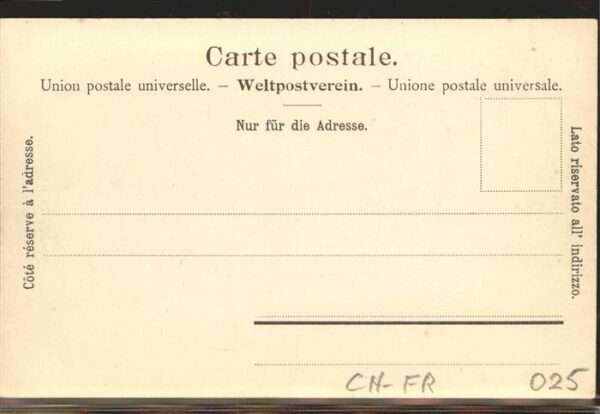 Carte postale.
Union postale universelle. – Weltpostverein. – Unione postale universale.
Nur für die Adresse.
Côté réserve à l'adresse.
Lato riservato all' indirizzo.
CH-FR 025